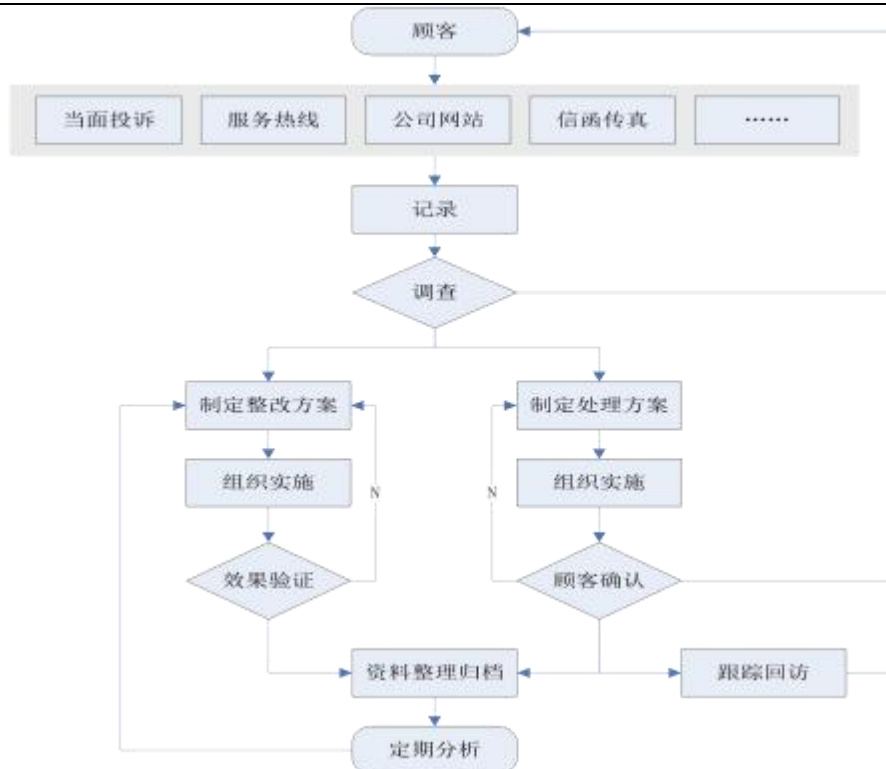 顾客
当面投诉
服务热线
公司网站
信函传真
……
记录
调查
制定整改方案
制定处理方案
组织实施
组织实施
N
N
效果验证
顾客确认
资料整理归档
跟踪回访
定期分析